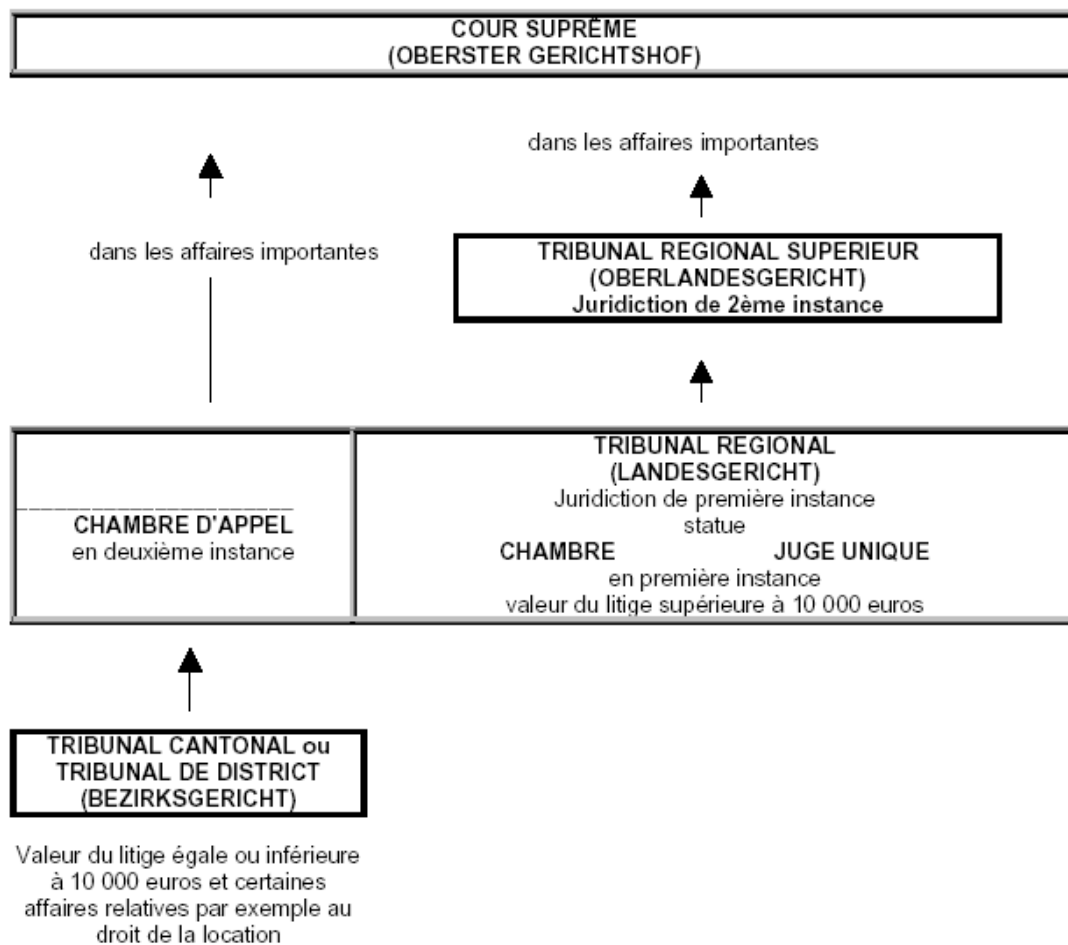 COUR SUPRÊME
(OBERSTER GERICHTSHOF)
dans les affaires importantes
dans les affaires importantes
TRIBUNAL REGIONAL SUPERIEUR
(OBERLANDESGERICHT)
Juridiction de 2ème instance
CHAMBRE D'APPEL
en deuxième instance
TRIBUNAL REGIONAL
(LANDESGERICHT)
Juridiction de première instance
statue
CHAMBRE JUGE UNIQUE
en première instance
valeur du litige supérieure à 10 000 euros
TRIBUNAL CANTONAL ou
TRIBUNAL DE DISTRICT
(BEZIRKSGERICHT)
Valeur du litige égale ou inférieure
à 10 000 euros et certaines
affaires relatives par exemple au
droit de la location